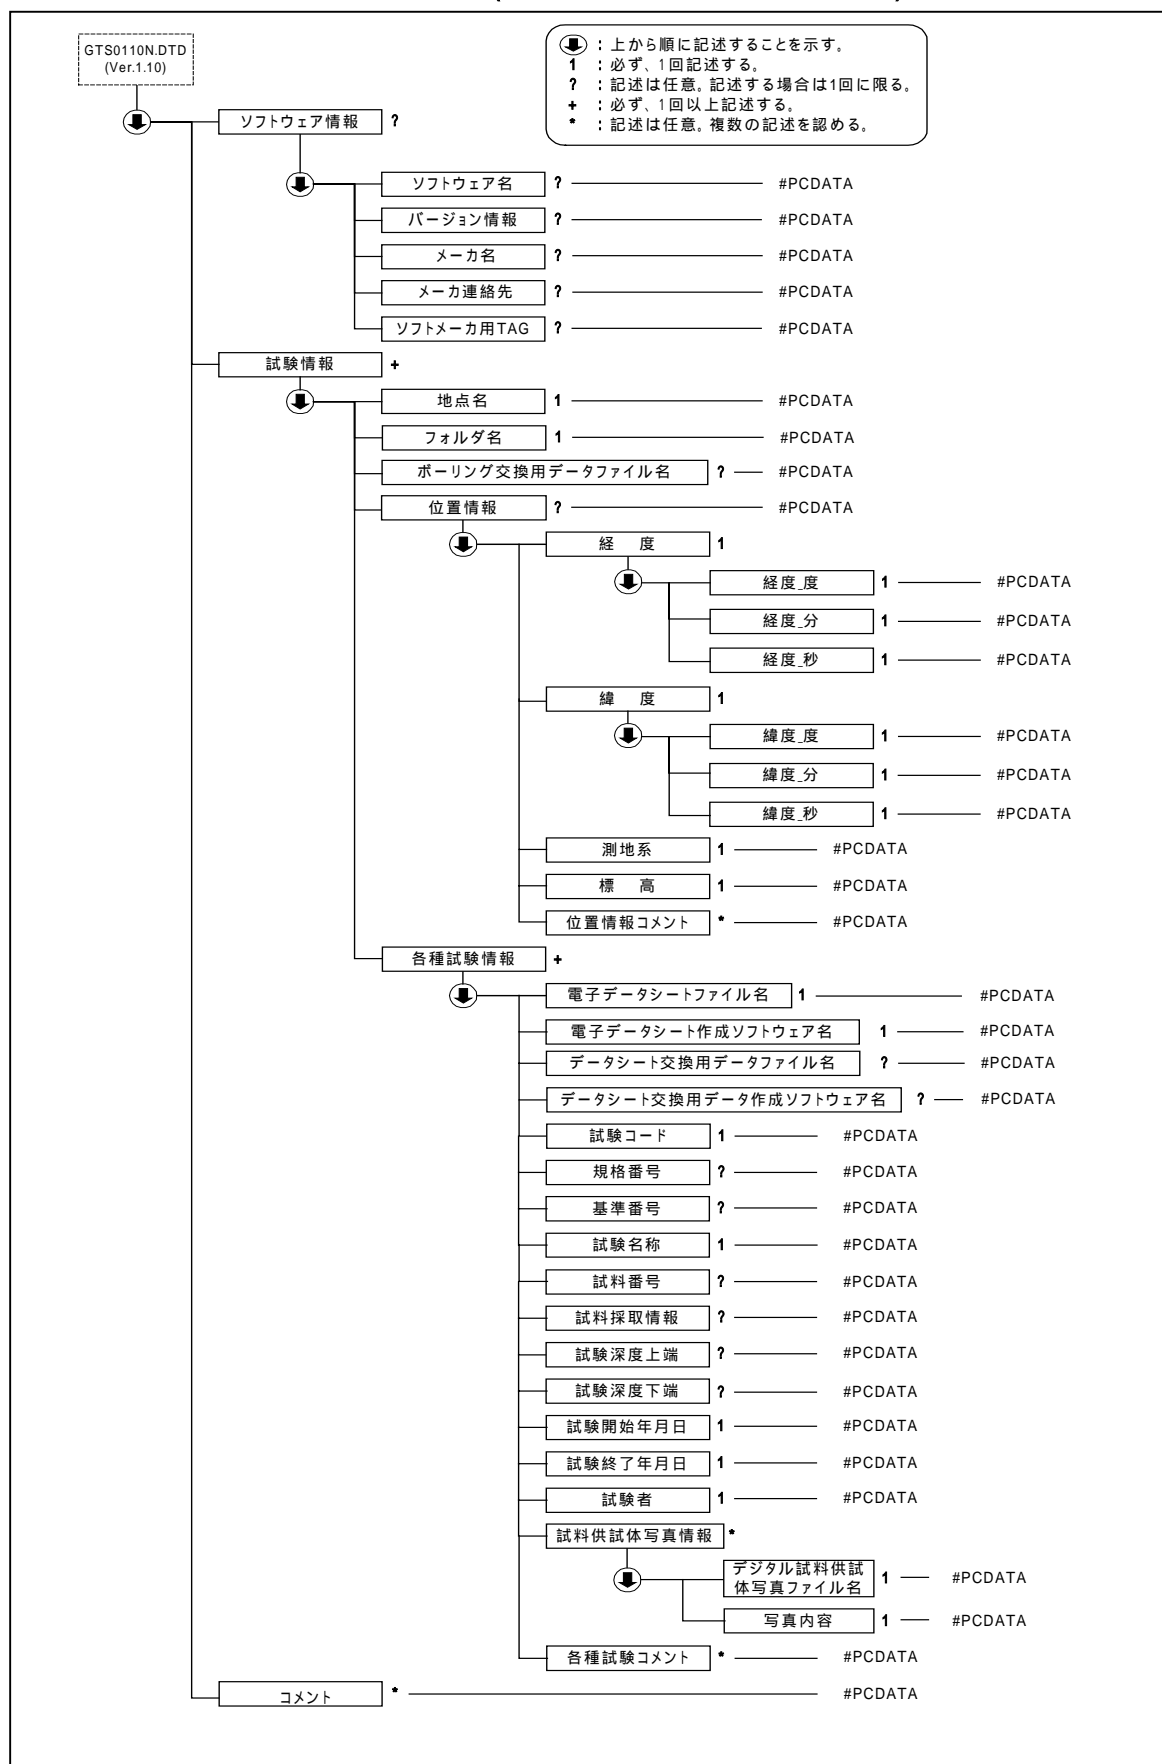 GTS0110N.DTD
(Ver.1.10)
: 上から順に記述することを示す。
1 : 必ず、1回記述する。
? : 記述は任意。記述する場合は1回に限る。
+ : 必ず、1回以上記述する。
* : 記述は任意。複数の記述を認める。
ソフトウェア情報 ?
ソフトウェア名 ? #PCDATA
バージョン情報 ? #PCDATA
メーカ名 ? #PCDATA
メーカ連絡先 ? #PCDATA
ソフトメーカ用TAG ? #PCDATA
試験情報 +
地点名 1 #PCDATA
フォルダ名 1 #PCDATA
ボーリング交換用データファイル名 ? #PCDATA
位置情報 ? #PCDATA
経 度 1
経度_度 1 #PCDATA
経度_分 1 #PCDATA
経度_秒 1 #PCDATA
緯 度 1
緯度_度 1 #PCDATA
緯度_分 1 #PCDATA
緯度_秒 1 #PCDATA
測地系 1 #PCDATA
標 高 1 #PCDATA
位置情報コメント * #PCDATA
各種試験情報 +
電子データシートファイル名 1 #PCDATA
電子データシート作成ソフトウェア名 1 #PCDATA
データシート交換用データファイル名 ? #PCDATA
データシート交換用データ作成ソフトウェア名 ? #PCDATA
試験コード 1 #PCDATA
規格番号 ? #PCDATA
基準番号 ? #PCDATA
試験名称 1 #PCDATA
試料番号 ? #PCDATA
試料採取情報 ? #PCDATA
試験深度上端 ? #PCDATA
試験深度下端 ? #PCDATA
試験開始年月日 1 #PCDATA
試験終了年月日 1 #PCDATA
試験者 1 #PCDATA
試料供試体写真情報 *
デジタル試料供試
体写真ファイル名 1 #PCDATA
写真内容 1 #PCDATA
各種試験コメント * #PCDATA
コメント * #PCDATA